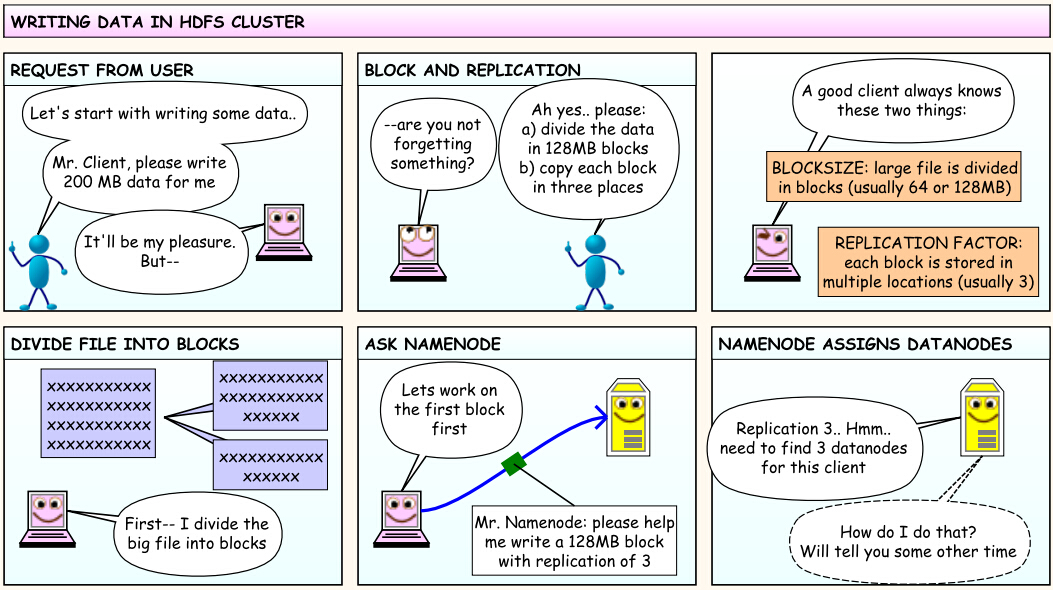 WRITING DATA IN HDFS CLUSTER
REQUEST FROM USER
Let's start with writing some data..
Mr. Client, please write
200 MB data for me
It'll be my pleasure.
But--
BLOCK AND REPLICATION
--are you not
forgetting
something?
Ah yes.. please:
a) divide the data
in 128MB blocks
b) copy each block
in three places
A good client always knows
these two things:
BLOCKSIZE: large file is divided
in blocks (usually 64 or 128MB)
REPLICATION FACTOR:
each block is stored in
multiple locations (usually 3)
DIVIDE FILE INTO BLOCKS
xxxxxxxxxxx
xxxxxxxxxxx
xxxxxxxxxxx
xxxxxxxxxxx
xxxxxxxxxxx
xxxxxxxxxxx
xxxxxx
xxxxxxxxxxx
xxxxxx
First-- I divide the
big file into blocks
ASK NAMENODE
Lets work on
the first block
first
Mr. Namenode: please help
me write a 128MB block
with replication of 3
NAMENODE ASSIGNS DATANODES
Replication 3.. Hmm..
need to find 3 datanodes
for this client
How do I do that?
Will tell you some other time